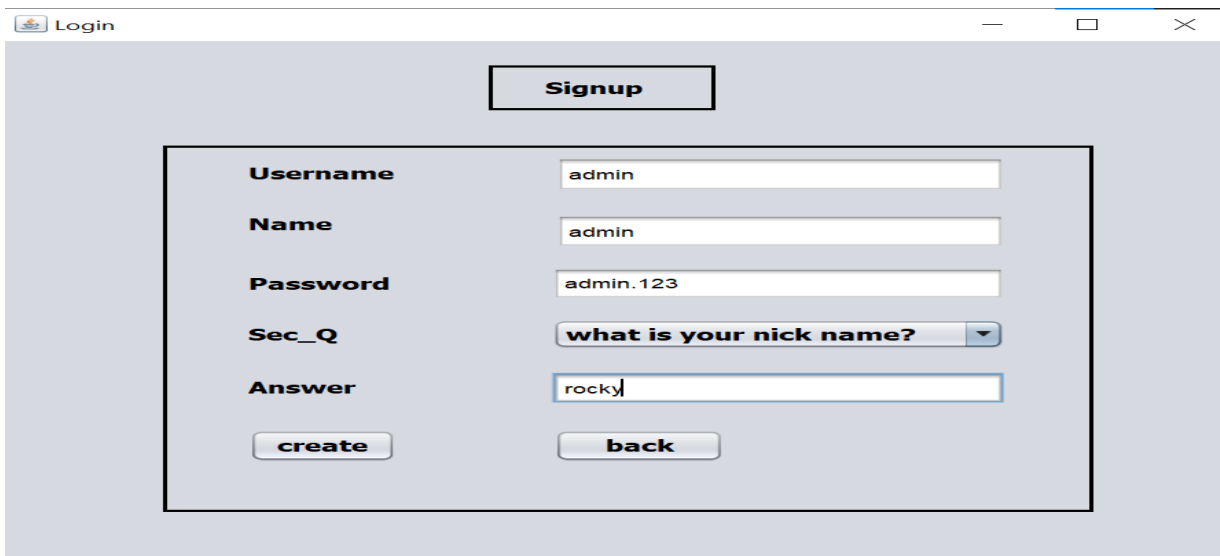 Login
Signup
Username admin
Name admin
Password admin.123
Sec_Q what is your nick name?
Answer rocky
create back